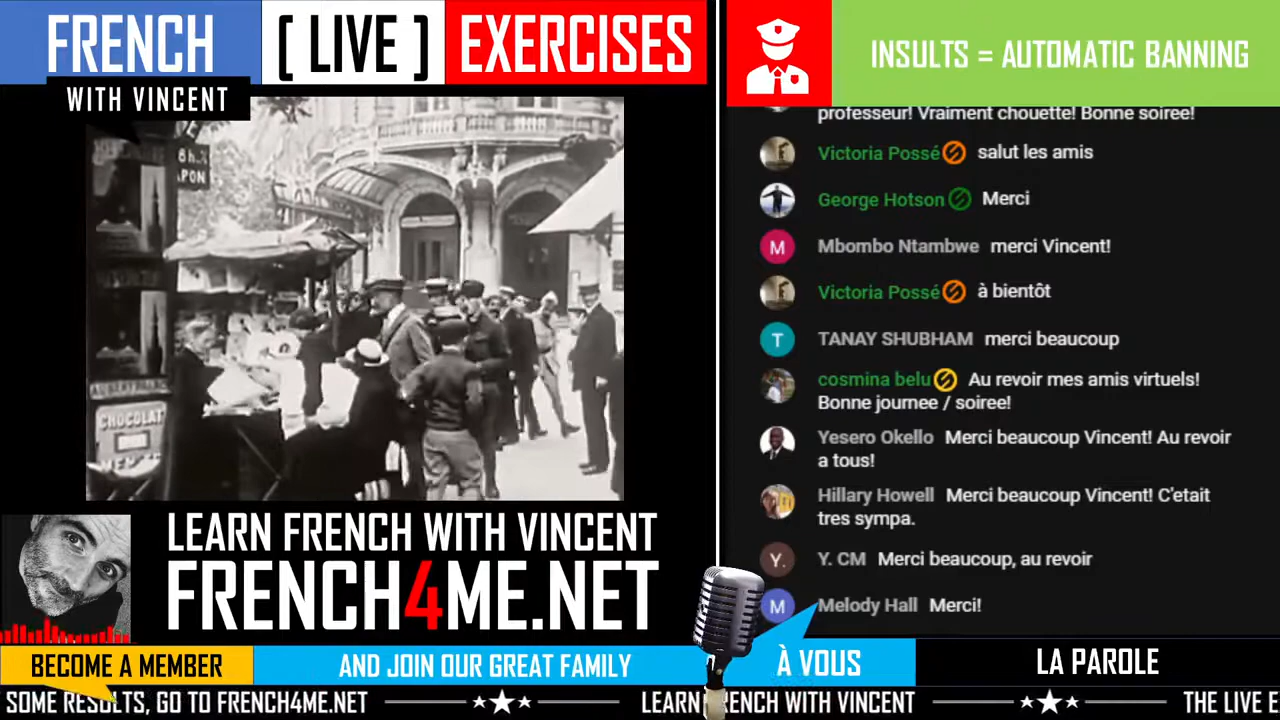 FRENCH
[ LIVE ]
EXERCISES
WITH VINCENT
INSULTS = AUTOMATIC BANNING
professeur! Vraiment chouette! Bonne soiree!
Victoria Possé salut les amis
George Hotson Merci
M
Mbombo Ntambwe merci Vincent!
Victoria Possé à bientôt
T
TANAY SHUBHAM merci beaucoup
cosmina belu Au revoir mes amis virtuels!
Bonne journee / soiree!
Yesero Okello Merci beaucoup Vincent! Au revoir
a tous!
Hillary Howell Merci beaucoup Vincent! C'etait
tres sympa.
Y.
Y. CM Merci beaucoup, au revoir
M
Melody Hall Merci!
8h.
CHOCOLAT
LEARN FRENCH WITH VINCENT
FRENCH4ME.NET
BECOME A MEMBER
AND JOIN OUR GREAT FAMILY
À VOUS
LA PAROLE
SOME RESULTS, GO TO FRENCH4ME.NET
LEARN FRENCH WITH VINCENT
THE LIVE E